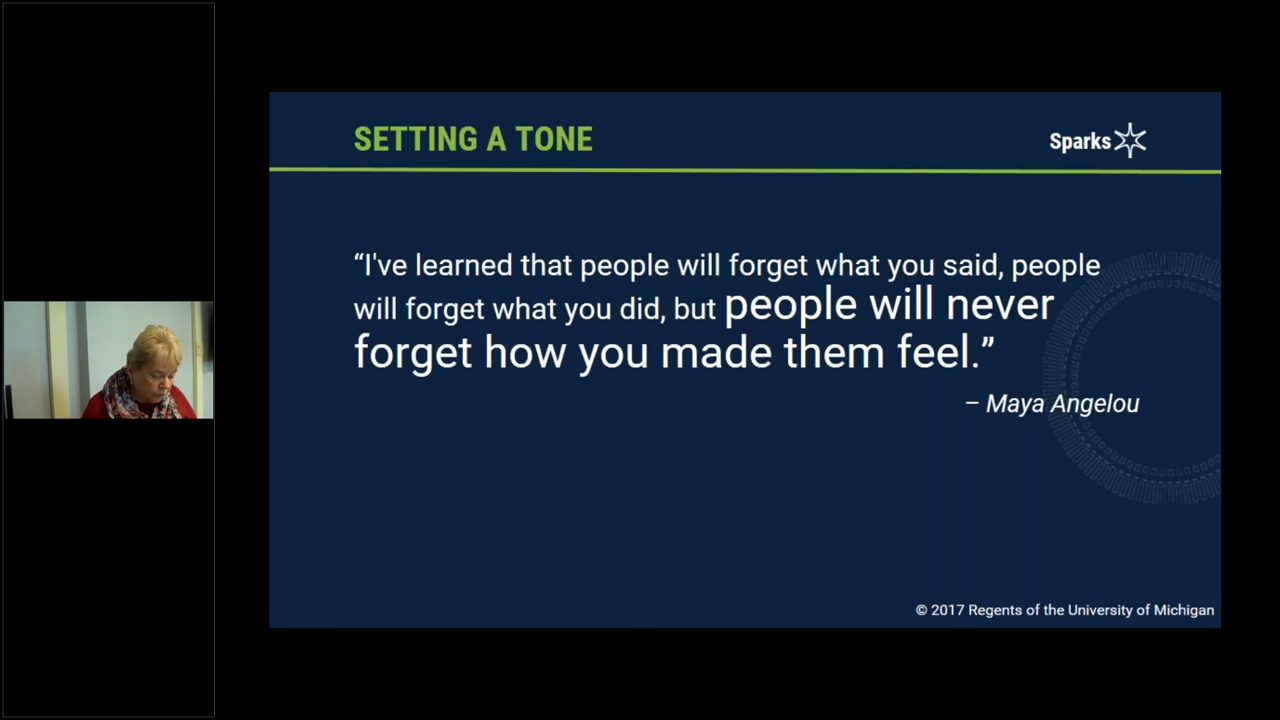 SETTING A TONE
Sparks
“I've learned that people will forget what you said, people
will forget what you did, but people will never
forget how you made them feel.”
– Maya Angelou
© 2017 Regents of the University of Michigan